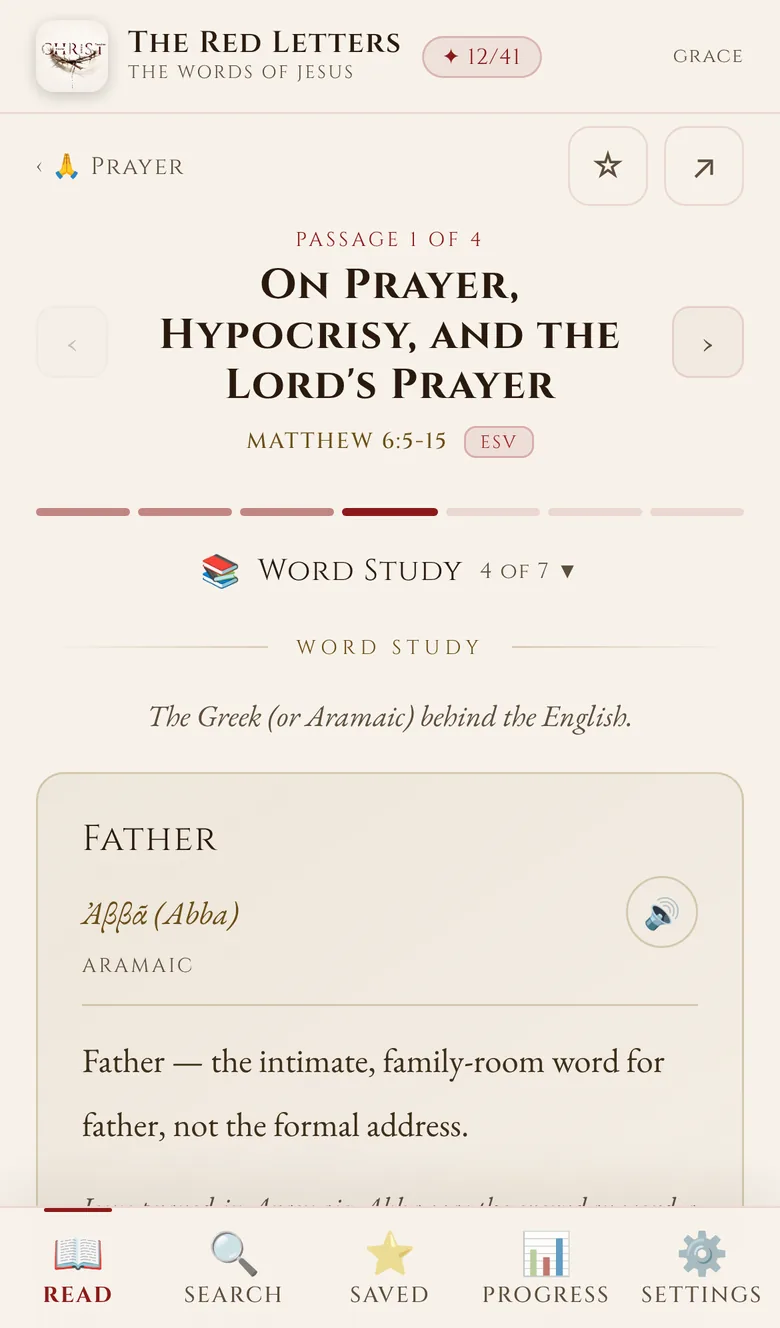 CHRIST
THE RED LETTERS
THE WORDS OF JESUS
✦ 12/41
GRACE
‹ 🙏 PRAYER
☆
↗
PASSAGE 1 OF 4
ON PRAYER,
HYPOCRISY, AND THE
LORD'S PRAYER
‹
›
MATTHEW 6:5-15 ESV
📚 WORD STUDY 4 OF 7 ▼
WORD STUDY
The Greek (or Aramaic) behind the English.
FATHER
Ἀββᾶ (Abba)
ARAMAIC
Father — the intimate, family-room word for
father, not the formal address.
READ
SEARCH
SAVED
PROGRESS
SETTINGS